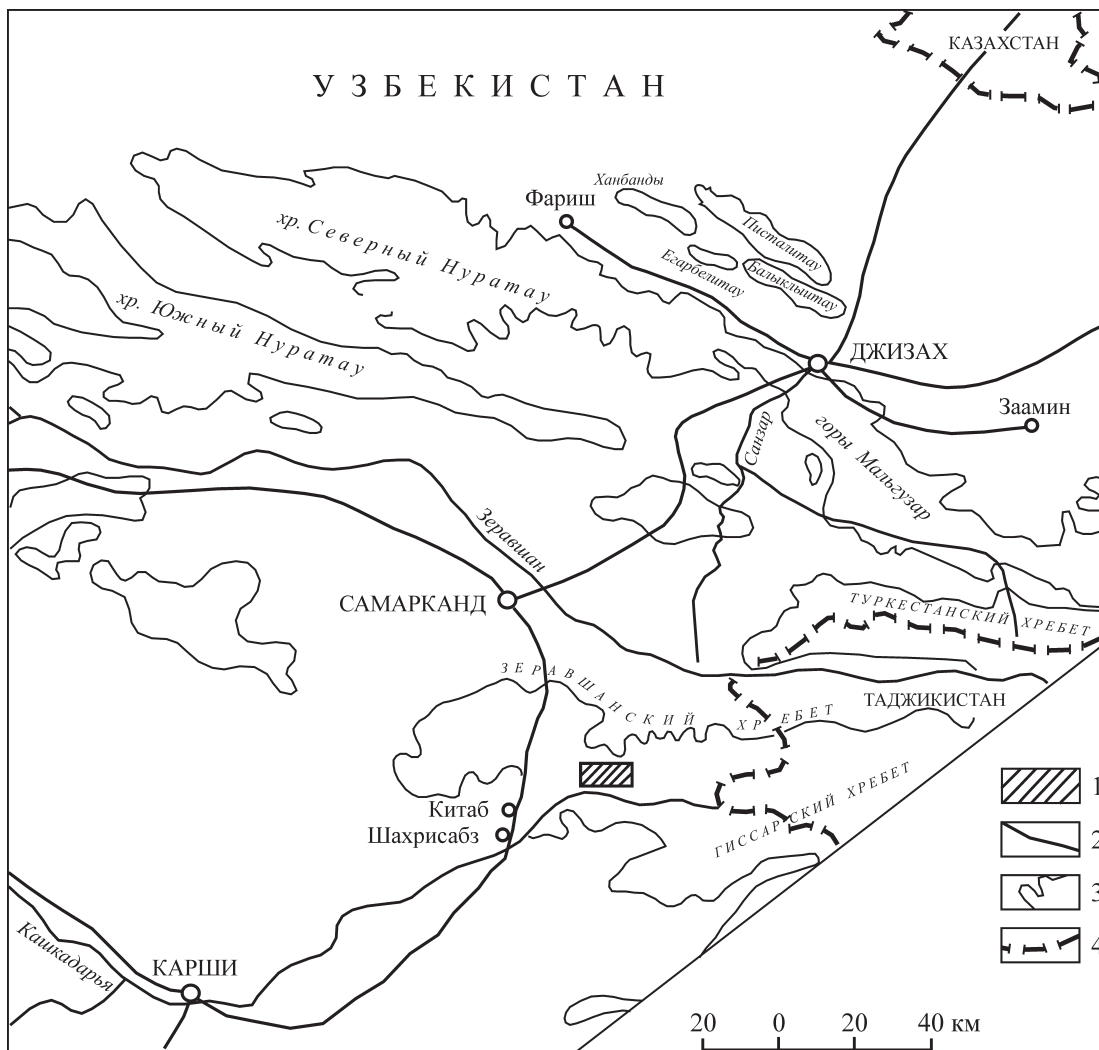 КАЗАХСТАН
УЗБЕКИСТАН
Ханбанды
Фариш
Писталитау
хр. Северный Нуратау
Егарбелитау
Балыклыштау
хр. Южный Нуратау
ДЖИЗАХ
Заамин
Санзар
горы Мальгузар
Зеравшан
САМАРКАНД
ТУРКЕСТАНСКИЙ ХРЕБЕТ
ЗЕРАВШАНСКИЙ ХРЕБЕТ
ТАДЖИКИСТАН
ГИССАРСКИЙ ХРЕБЕТ
Китаб
Шахрисабз
Кашкадарья
КАРШИ
1
2
3
4
20 0 20 40 км